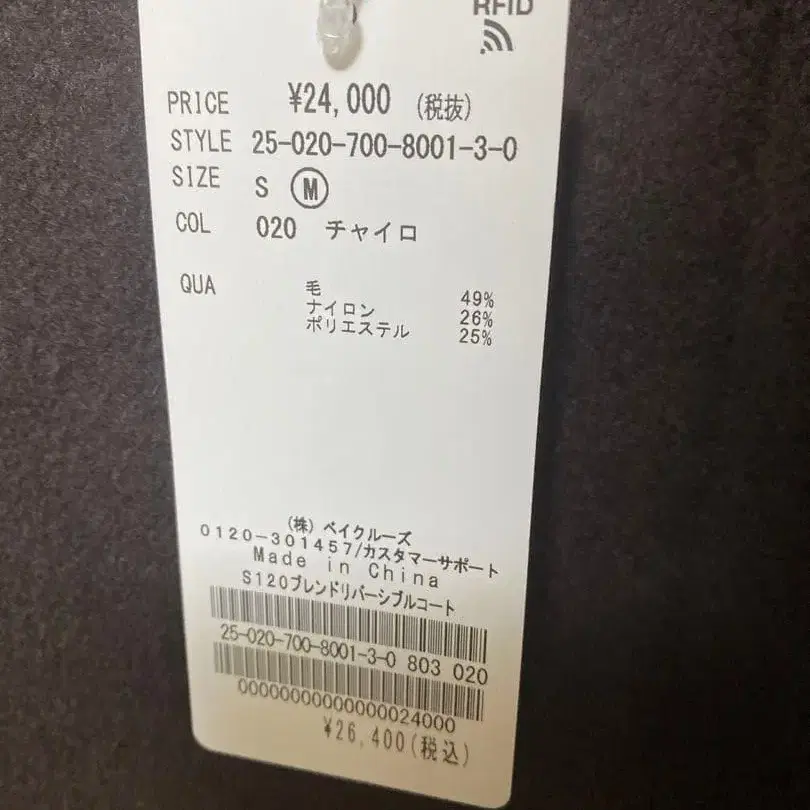 RFID
PRICE ¥24,000 (税抜)
STYLE 25-020-700-8001-3-0
SIZE S M
COL 020 チャイロ
QUA 毛 49%
ナイロン 26%
ポリエステル 25%
(株) ベイクルーズ
0120-301457/カスタマーサポート
Made in China
S120ブレンドリバーシブルコート
25-020-700-8001-3-0 803 020
00000000000000024000
¥26,400(税込)